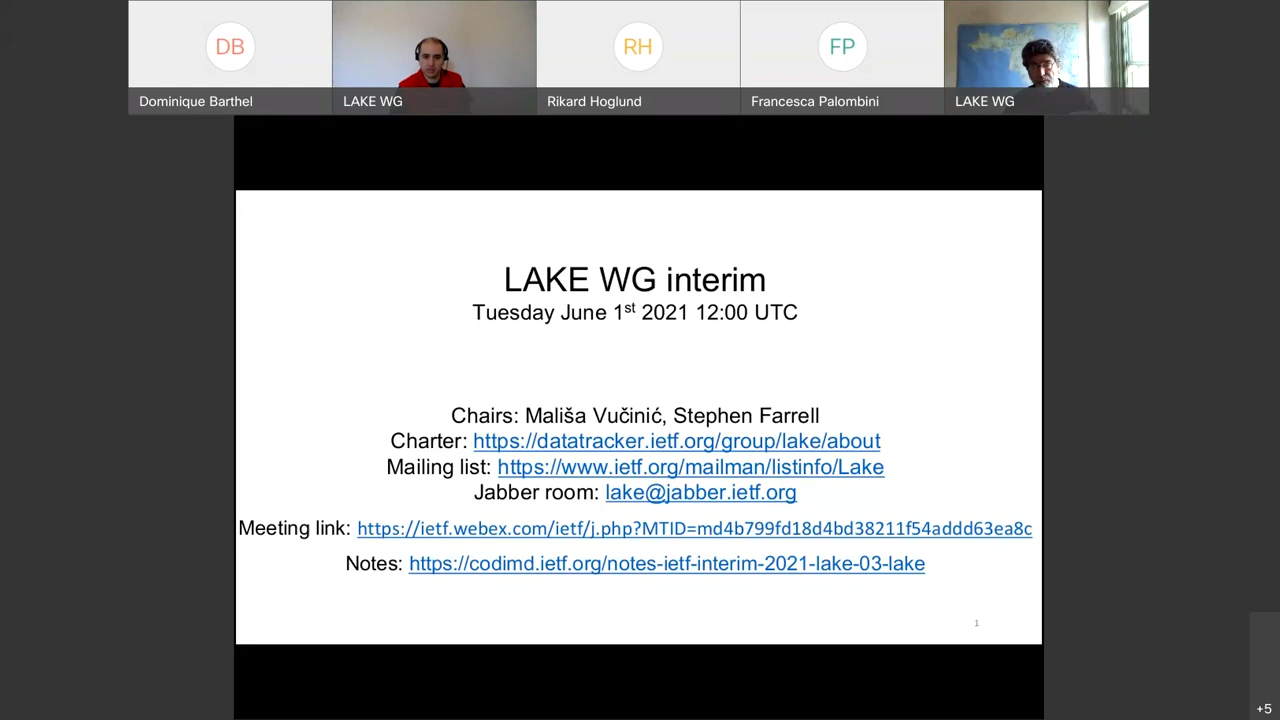 DB
RH
FP
Dominique Barthel
LAKE WG
Rikard Hoglund
Francesca Palombini
LAKE WG
LAKE WG interim
Tuesday June 1st 2021 12:00 UTC
Chairs: Mališa Vučinić, Stephen Farrell
Charter: https://datatracker.ietf.org/group/lake/about
Mailing list: https://www.ietf.org/mailman/listinfo/Lake
Jabber room: lake@jabber.ietf.org
Meeting link: https://ietf.webex.com/ietf/j.php?MTID=md4b799fd18d4bd38211f54addd63ea8c
Notes: https://codimd.ietf.org/notes-ietf-interim-2021-lake-03-lake
1
+5